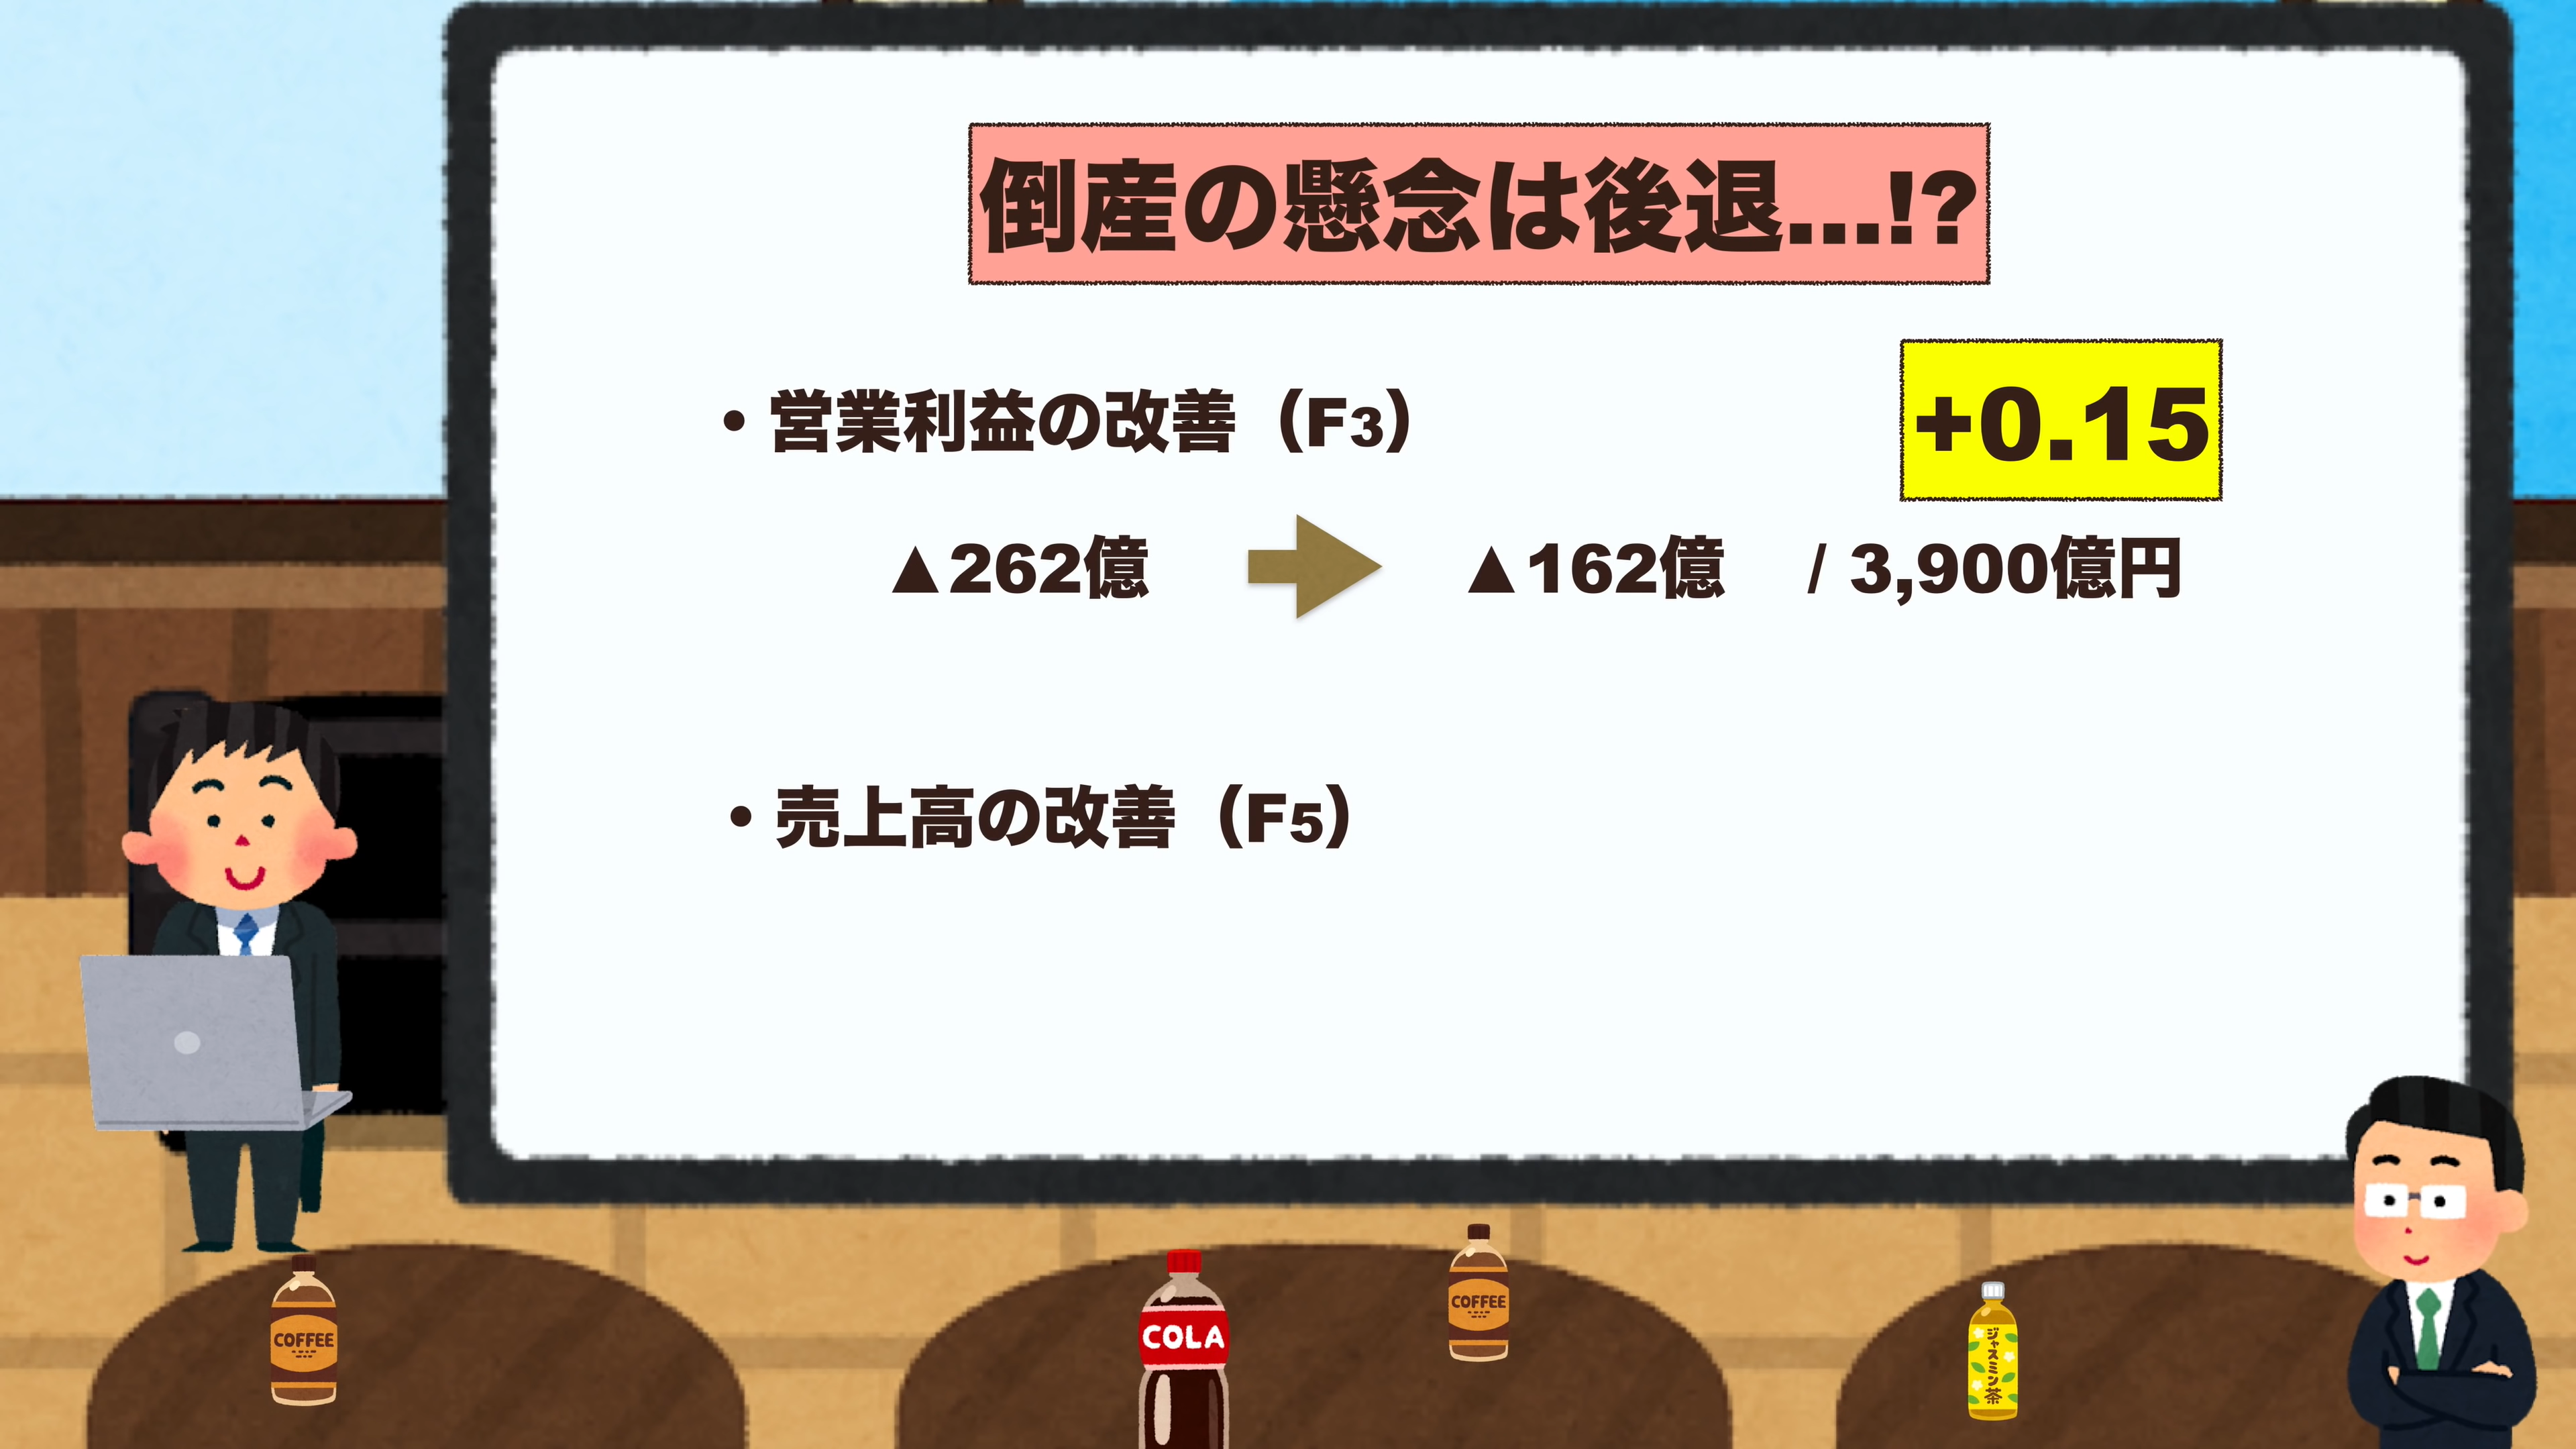 倒産の懸念は後退...!?
+0.15
・営業利益の改善（F3）
▲262億 ▲162億 / 3,900億円
・売上高の改善（F5）
COFFEE
COLA
COFFEE
ジャスミン茶